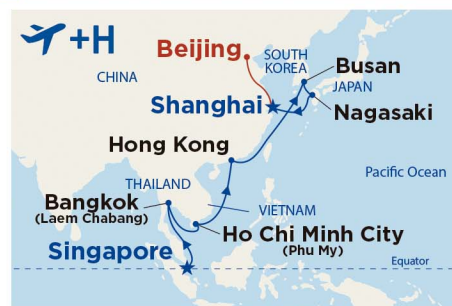 +H
Beijing
SOUTH
KOREA
Busan
CHINA
JAPAN
Shanghai
Nagasaki
Hong Kong
Pacific Ocean
THAILAND
Bangkok
(Laem Chabang)
VIETNAM
Ho Chi Minh City
(Phu My)
Singapore
Equator